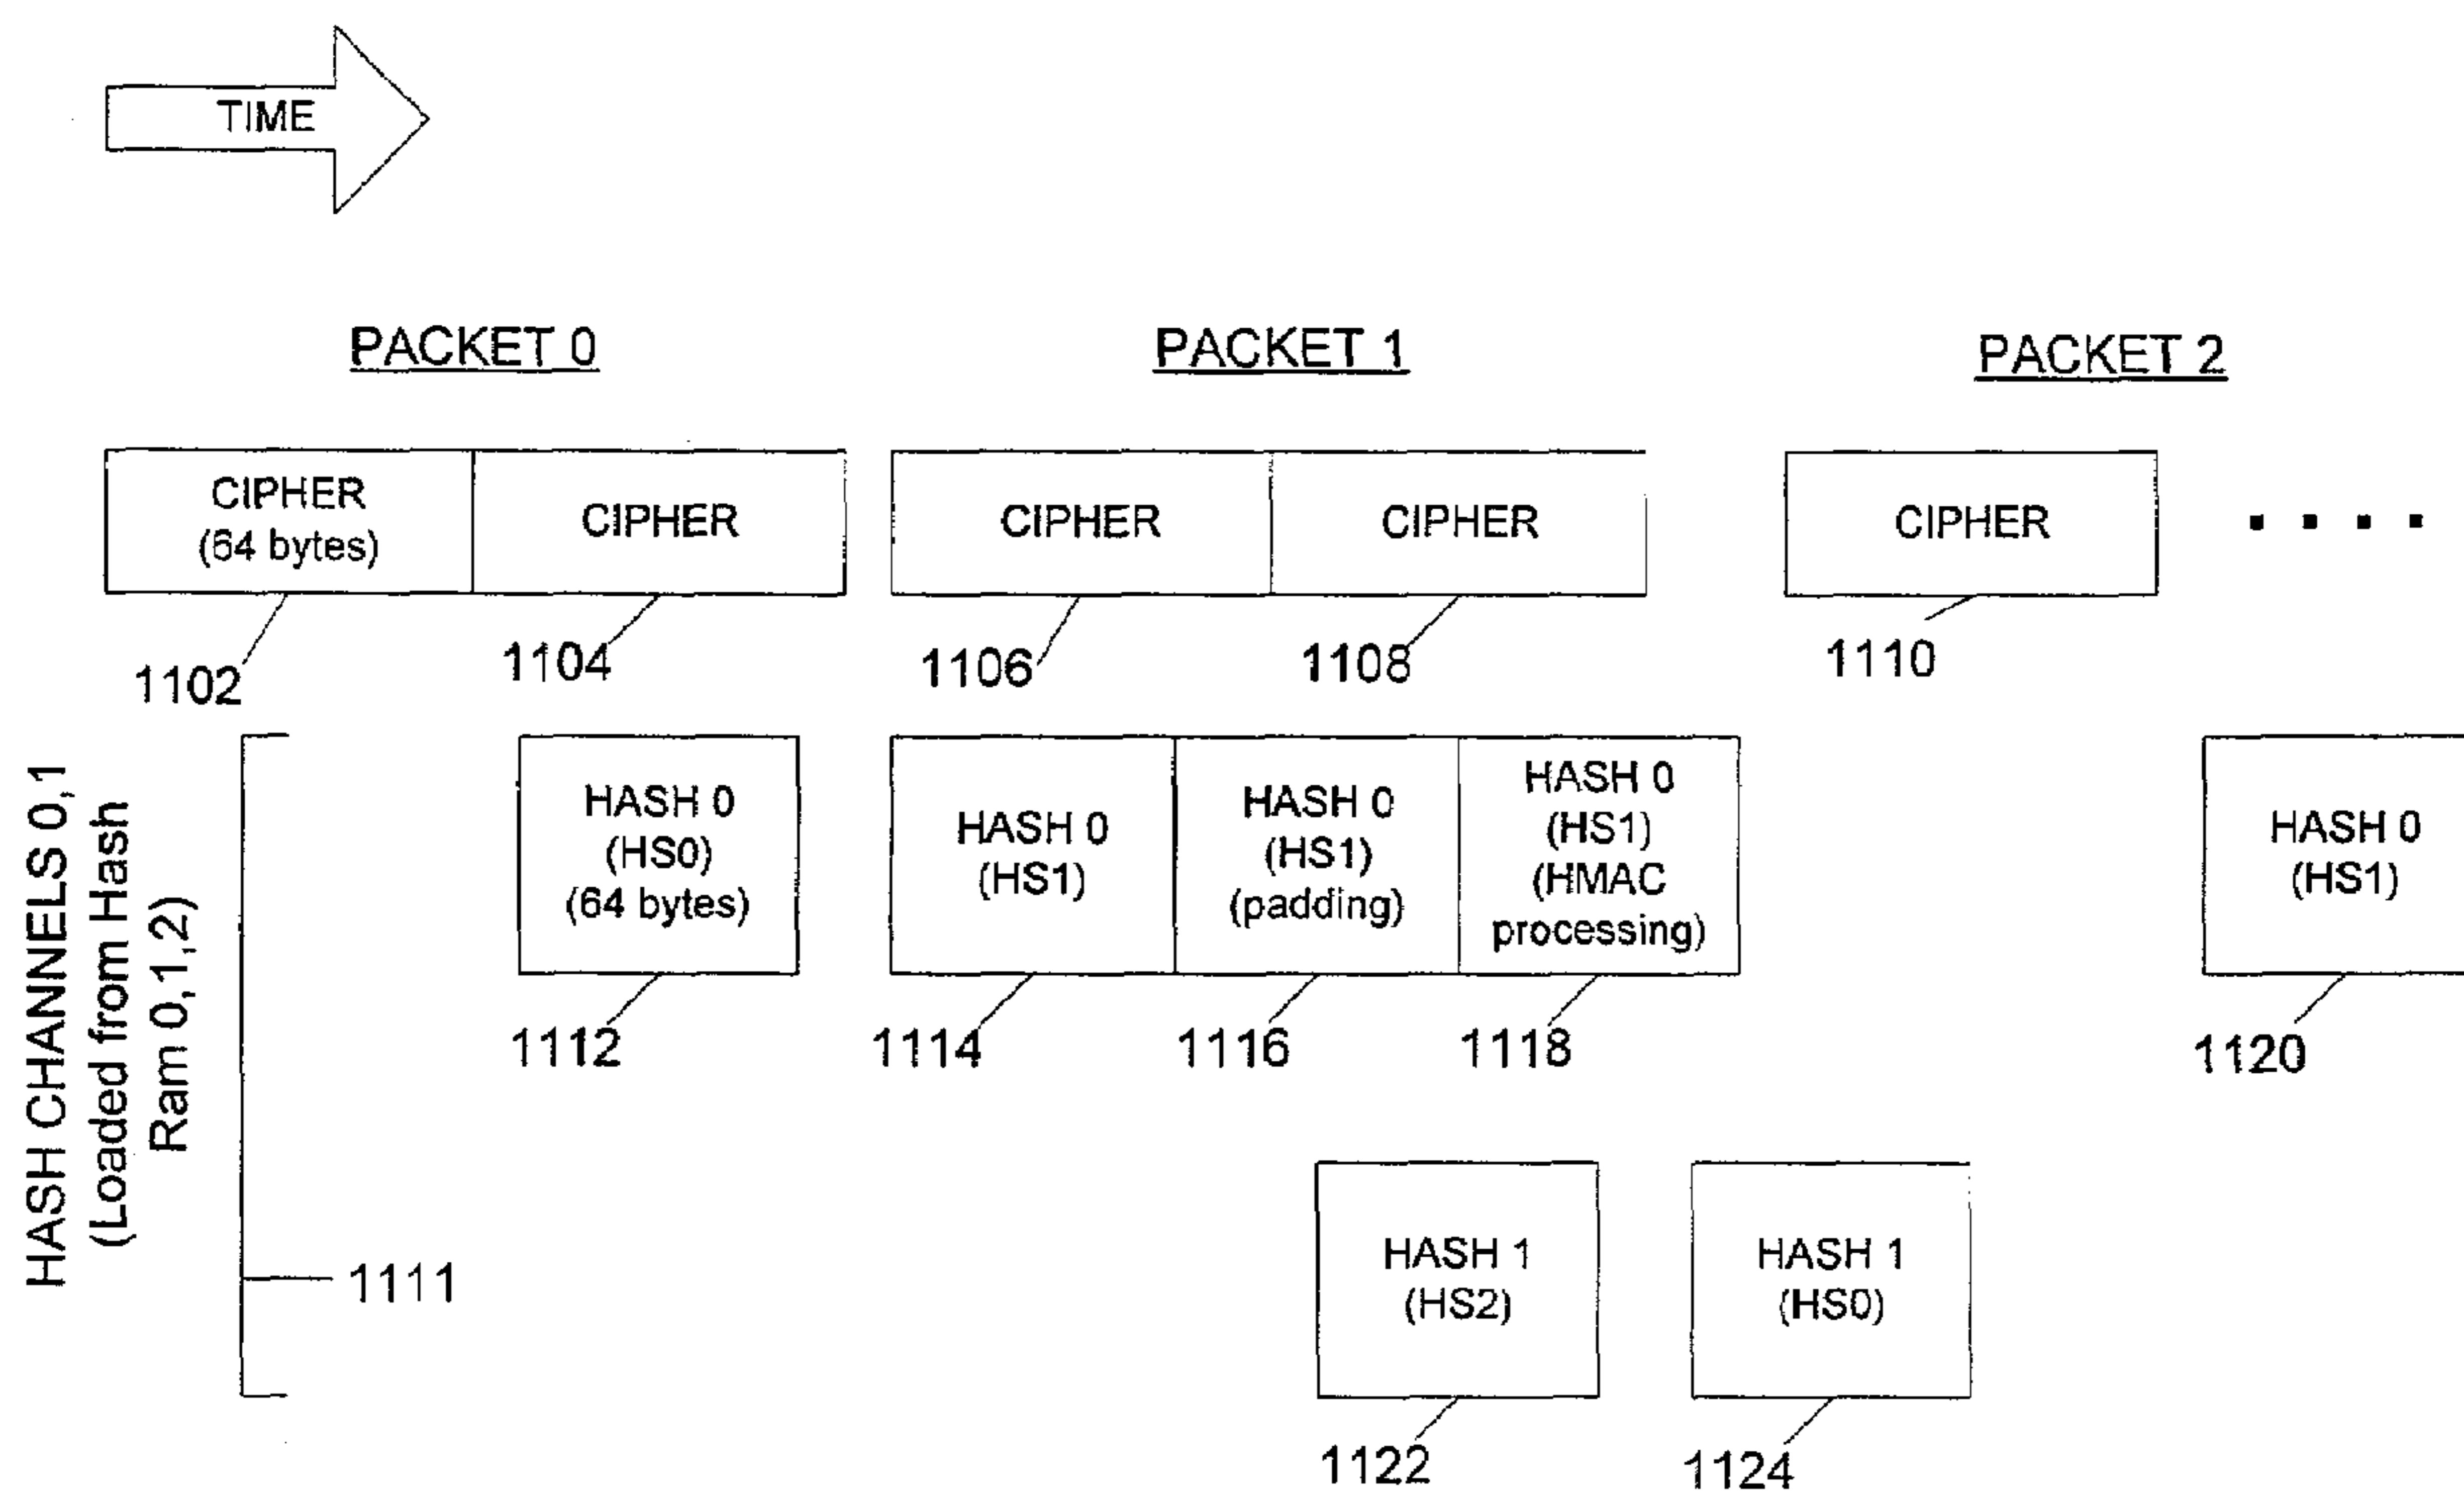 TIME
PACKET 0
PACKET 1
PACKET 2
CIPHER
(64 bytes)
CIPHER
CIPHER
CIPHER
CIPHER
1102
1104
1106
1108
1110
HASH CHANNELS 0,1
(Loaded from Hash
Ram 0,1,2)
HASH 0
(HS0)
(64 bytes)
HASH 0
(HS1)
HASH 0
(HS1)
(padding)
HASH 0
(HS1)
(HMAC
processing)
HASH 0
(HS1)
1112
1114
1116
1118
1120
1111
HASH 1
(HS2)
HASH 1
(HS0)
1122
1124